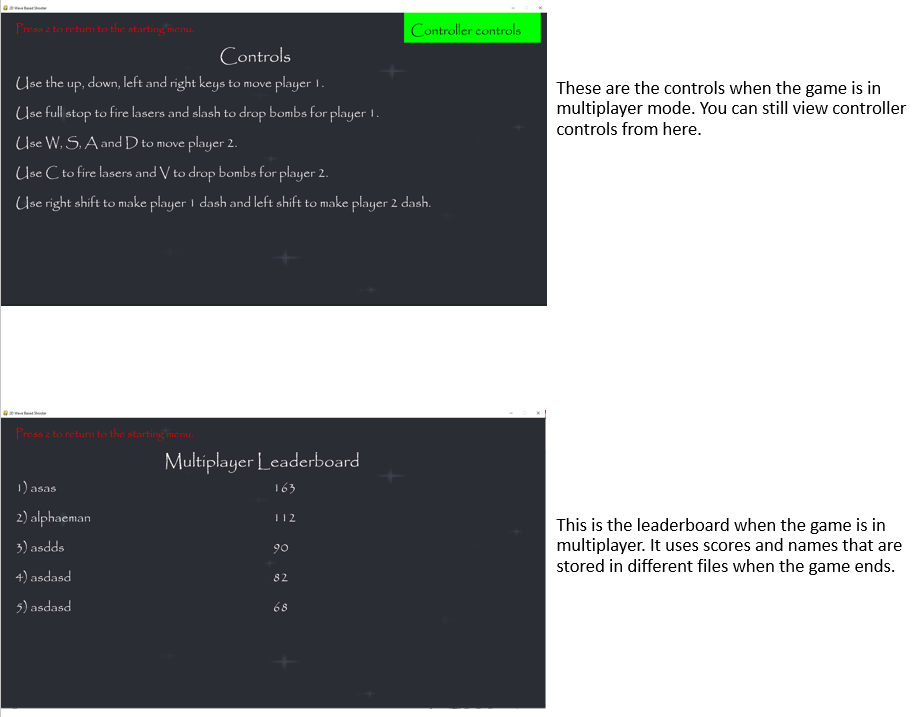 2D Wave Based Shooter
Press z to return to the starting menu.
Controller controls
Controls
Use the up, down, left and right keys to move player 1.
Use full stop to fire lasers and slash to drop bombs for player 1.
Use W, S, A and D to move player 2.
Use C to fire lasers and V to drop bombs for player 2.
Use right shift to make player 1 dash and left shift to make player 2 dash.
These are the controls when the game is in
multiplayer mode. You can still view controller
controls from here.
2D Wave Based Shooter
Press z to return to the starting menu.
Multiplayer Leaderboard
1) asas 163
2) alphaeman 112
3) asdds 90
4) asdasd 82
5) asdasd 68
This is the leaderboard when the game is in
multiplayer. It uses scores and names that are
stored in different files when the game ends.